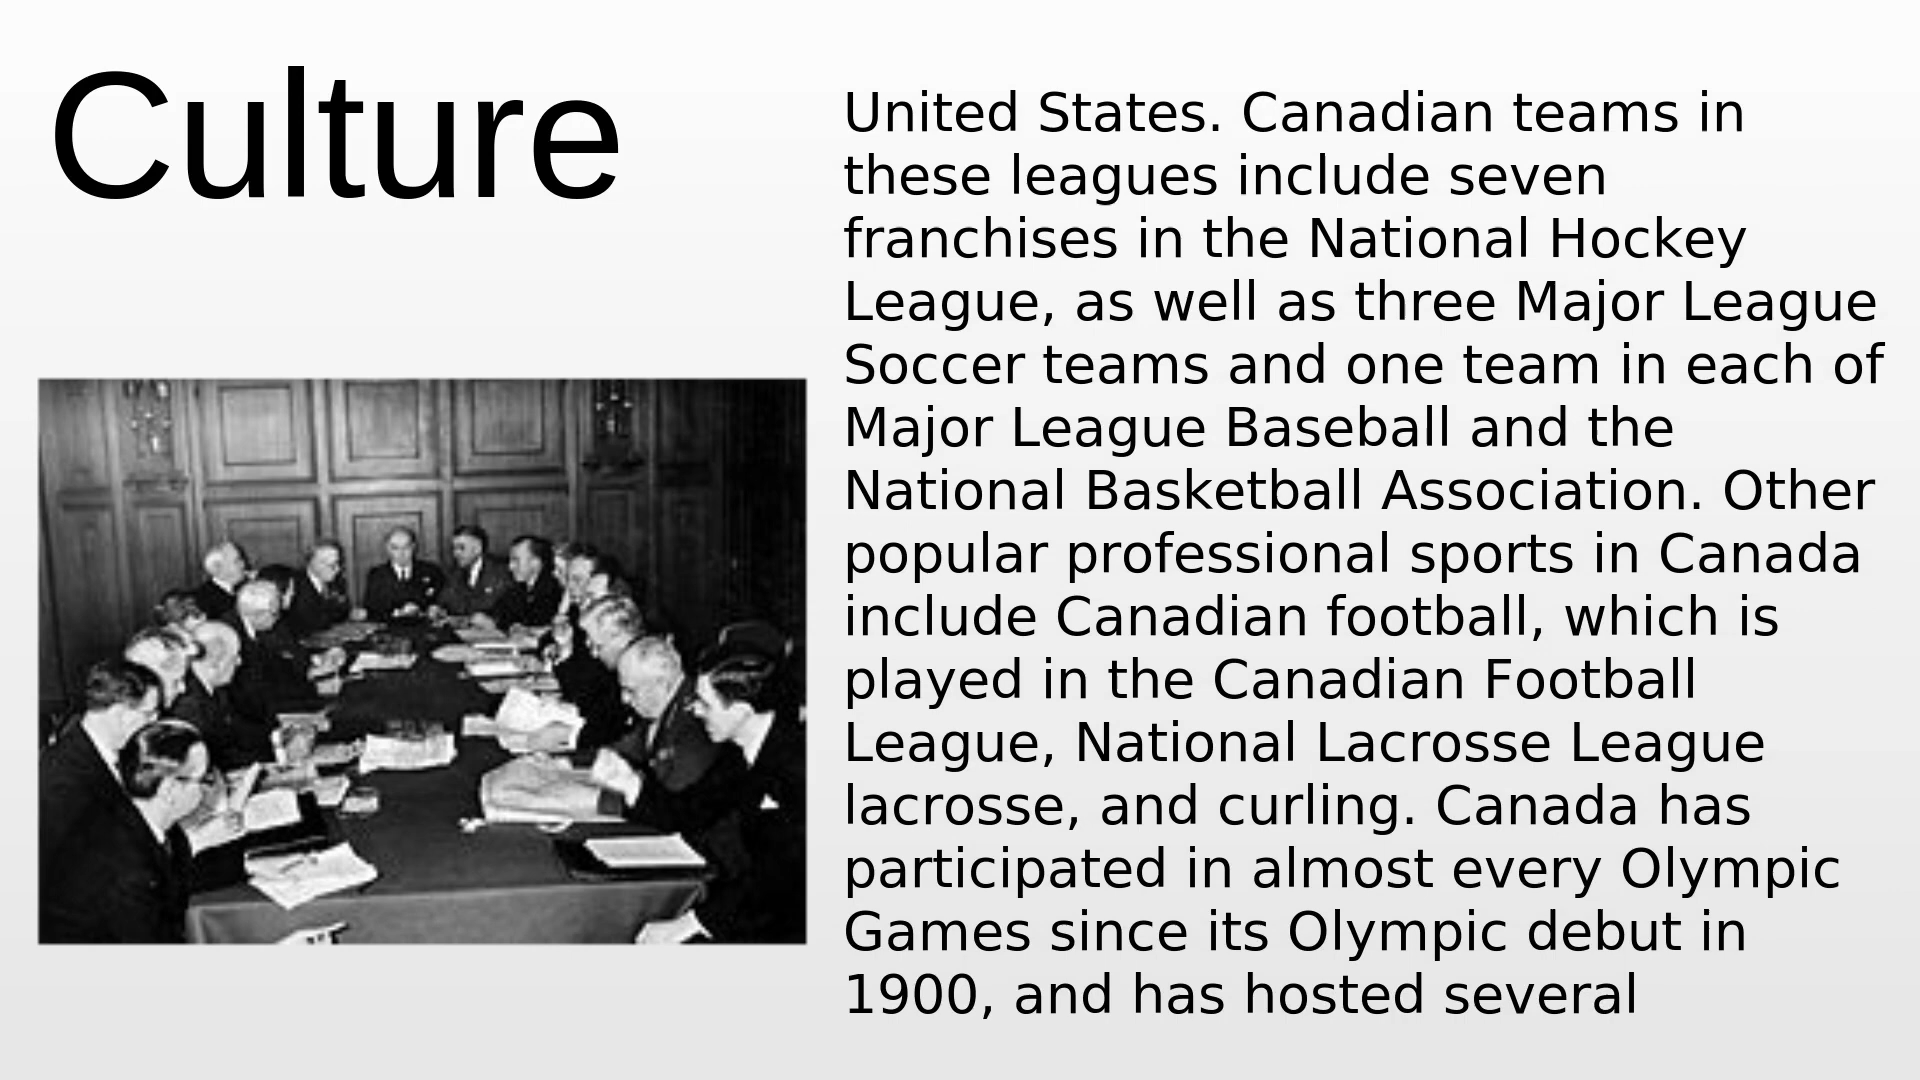 Culture
United States. Canadian teams in
these leagues include seven
franchises in the National Hockey
League, as well as three Major League
Soccer teams and one team in each of
Major League Baseball and the
National Basketball Association. Other
popular professional sports in Canada
include Canadian football, which is
played in the Canadian Football
League, National Lacrosse League
lacrosse, and curling. Canada has
participated in almost every Olympic
Games since its Olympic debut in
1900, and has hosted several